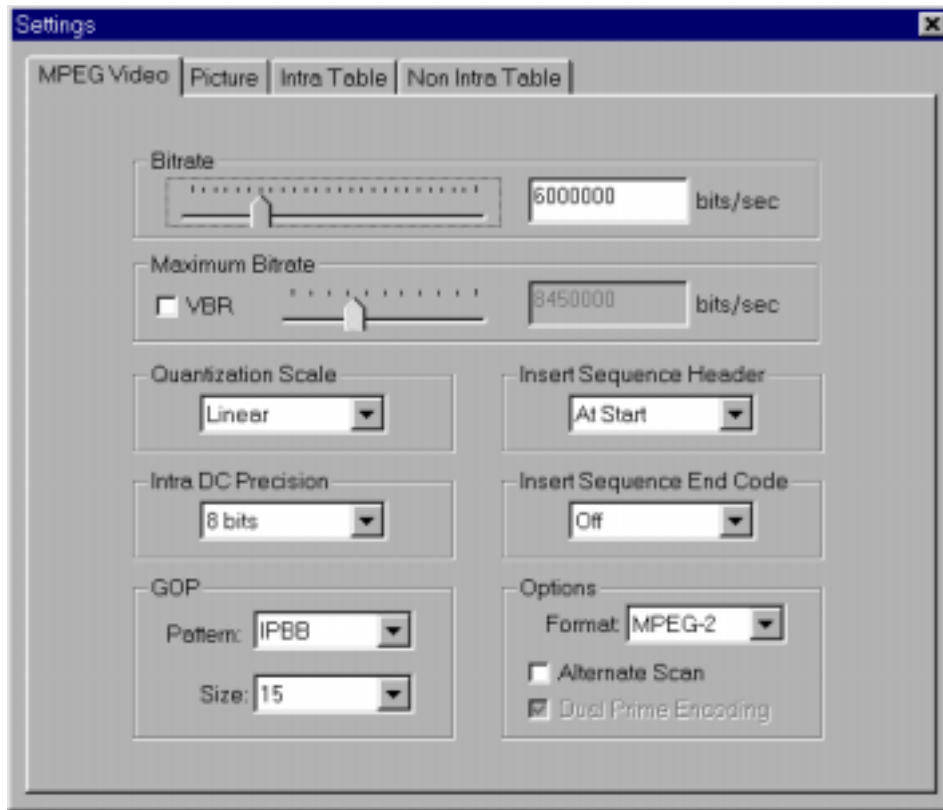 Settings
MPEG Video Picture Intra Table Non Intra Table
Bitrate
6000000 bits/sec
Maximum Bitrate
VBR 8450000 bits/sec
Quantization Scale
Linear
Insert Sequence Header
At Start
Intra DC Precision
8 bits
Insert Sequence End Code
Off
GOP
Pattern: IPBB
Size: 15
Options
Format: MPEG-2
Alternate Scan
Dual Prime Encoding